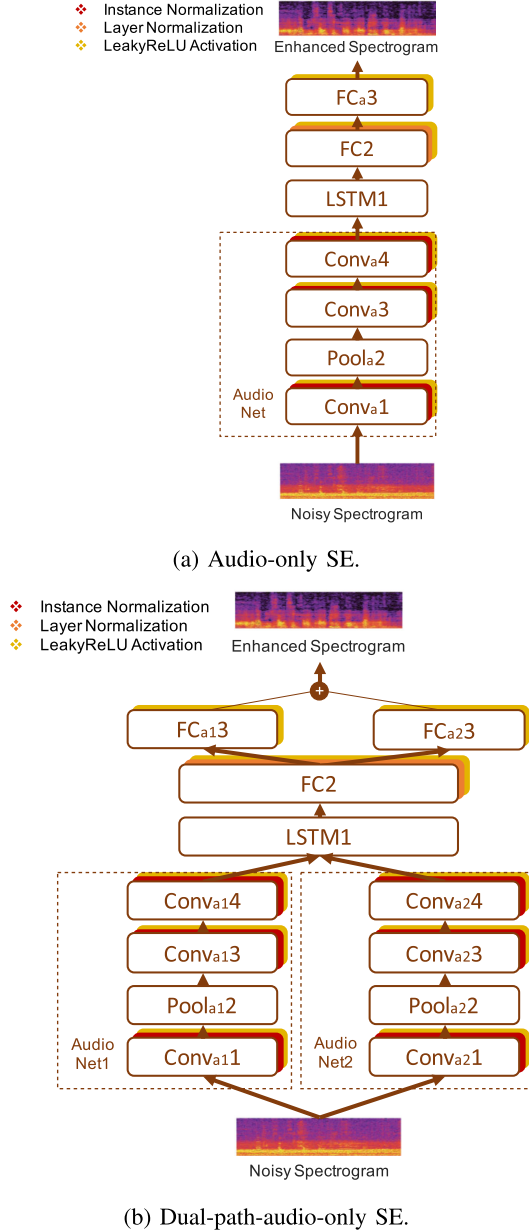 Instance Normalization
Layer Normalization
LeakyReLU Activation
Enhanced Spectrogram
FCa3
FC2
LSTM1
Conva4
Conva3
Poola2
Audio
Net
Conva1
Noisy Spectrogram
(a) Audio-only SE.
Instance Normalization
Layer Normalization
LeakyReLU Activation
Enhanced Spectrogram
+
FCa13 FCa23
FC2
LSTM1
Conva14 Conva24
Conva13 Conva23
Poola12 Poola22
Audio
Net1
Conva11
Audio
Net2
Conva21
Noisy Spectrogram
(b) Dual-path-audio-only SE.